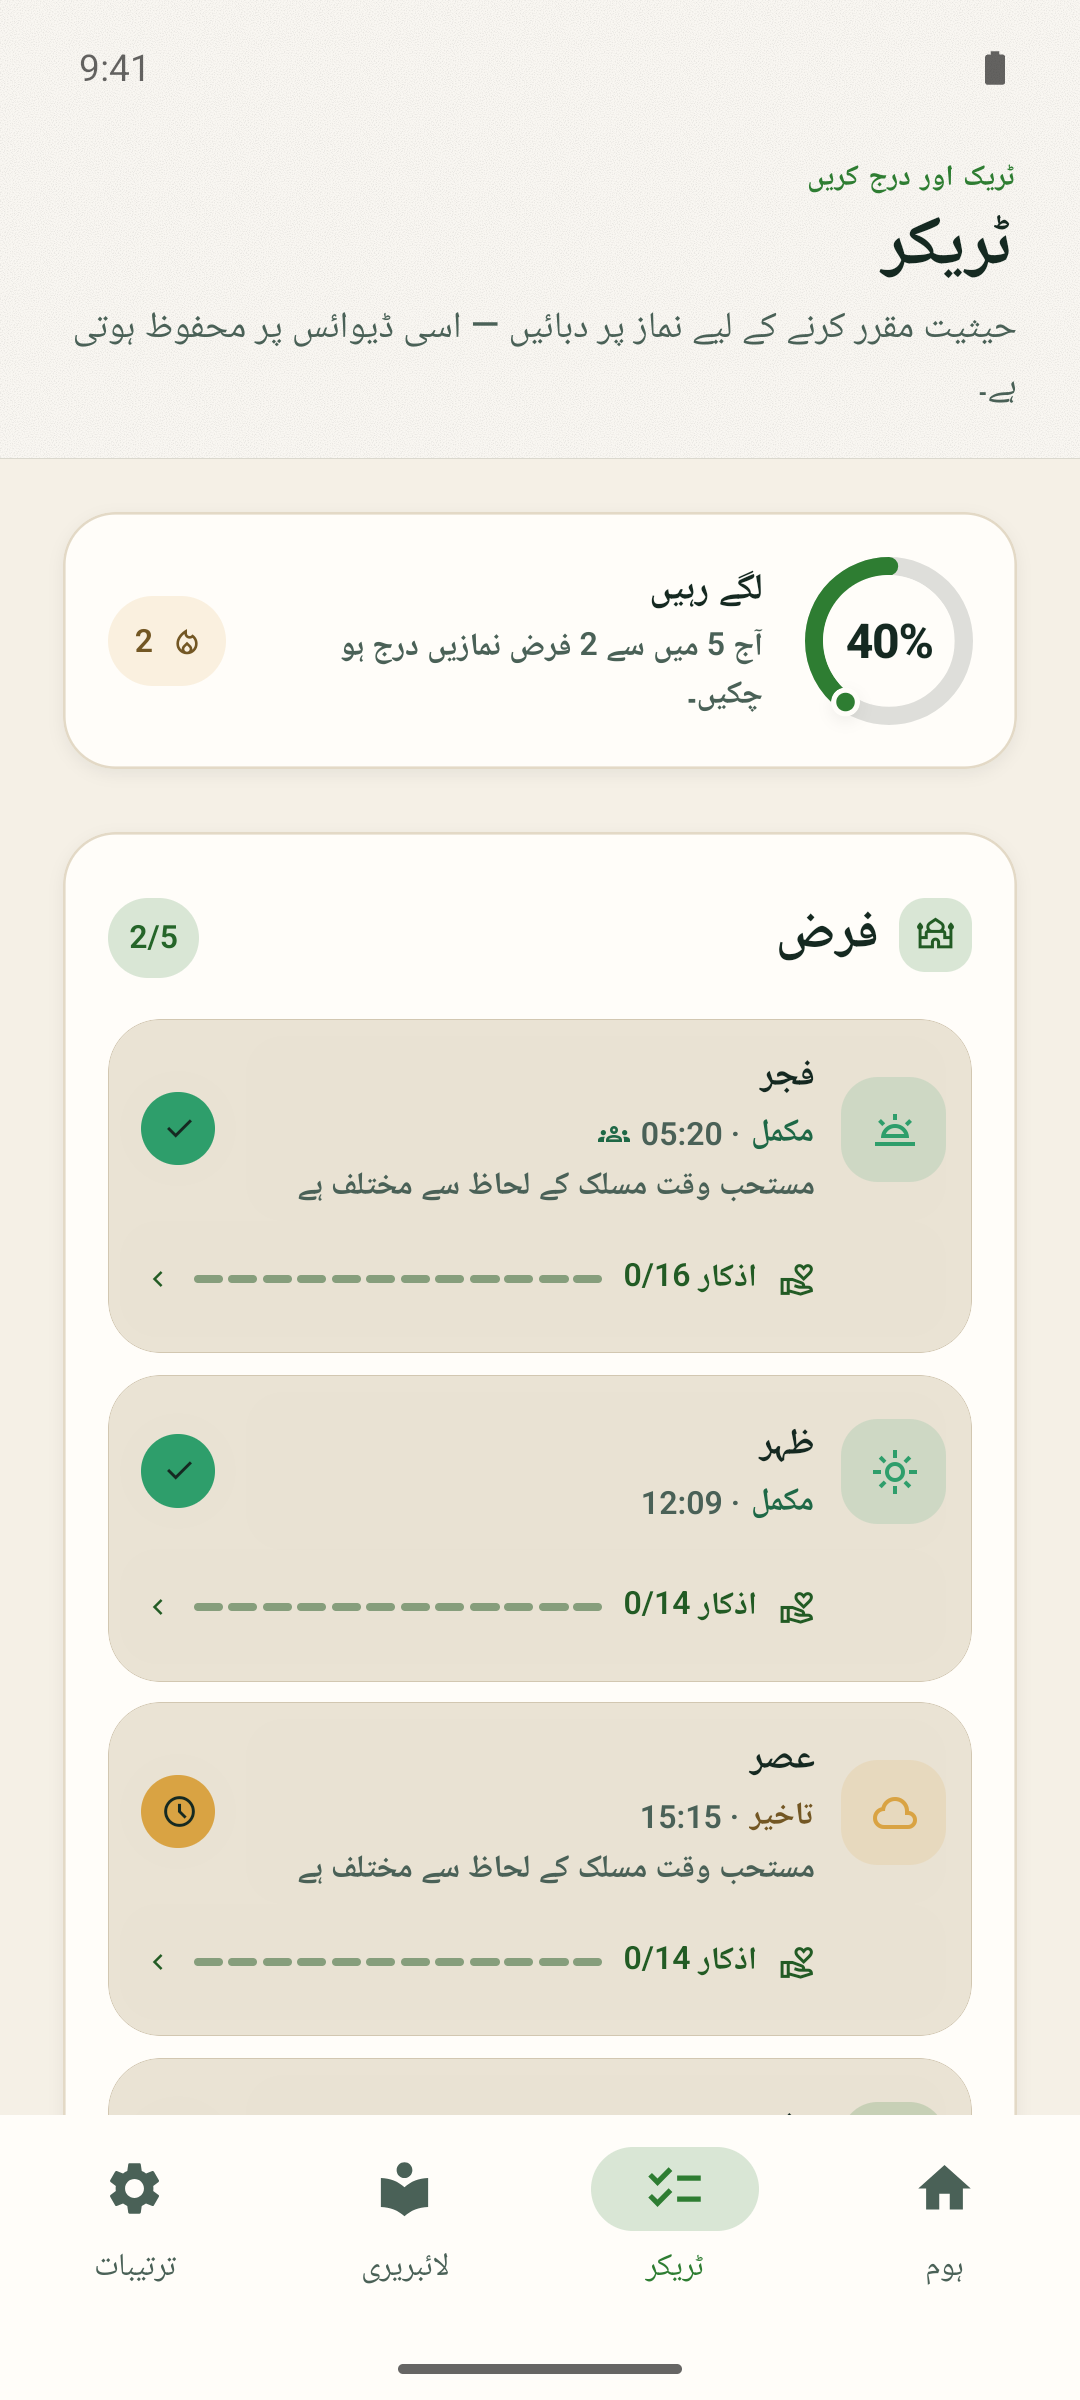 9:41
ٹریک اور درج کریں
ٹریکر
حیثیت مقرر کرنے کے لیے نماز پر دبائیں — اسی ڈیوائس پر محفوظ ہوتی
ہے۔
40%
لگے رہیں
آج 5 میں سے 2 فرض نمازیں درج ہو
چکیں۔
2
فرض
2/5
فجر
مکمل · 05:20
مستحب وقت مسلک کے لحاظ سے مختلف ہے
اذکار 0/16
ظہر
مکمل · 12:09
اذکار 0/14
عصر
تاخیر · 15:15
مستحب وقت مسلک کے لحاظ سے مختلف ہے
اذکار 0/14
ہوم
ٹریکر
لائبریری
ترتیبات